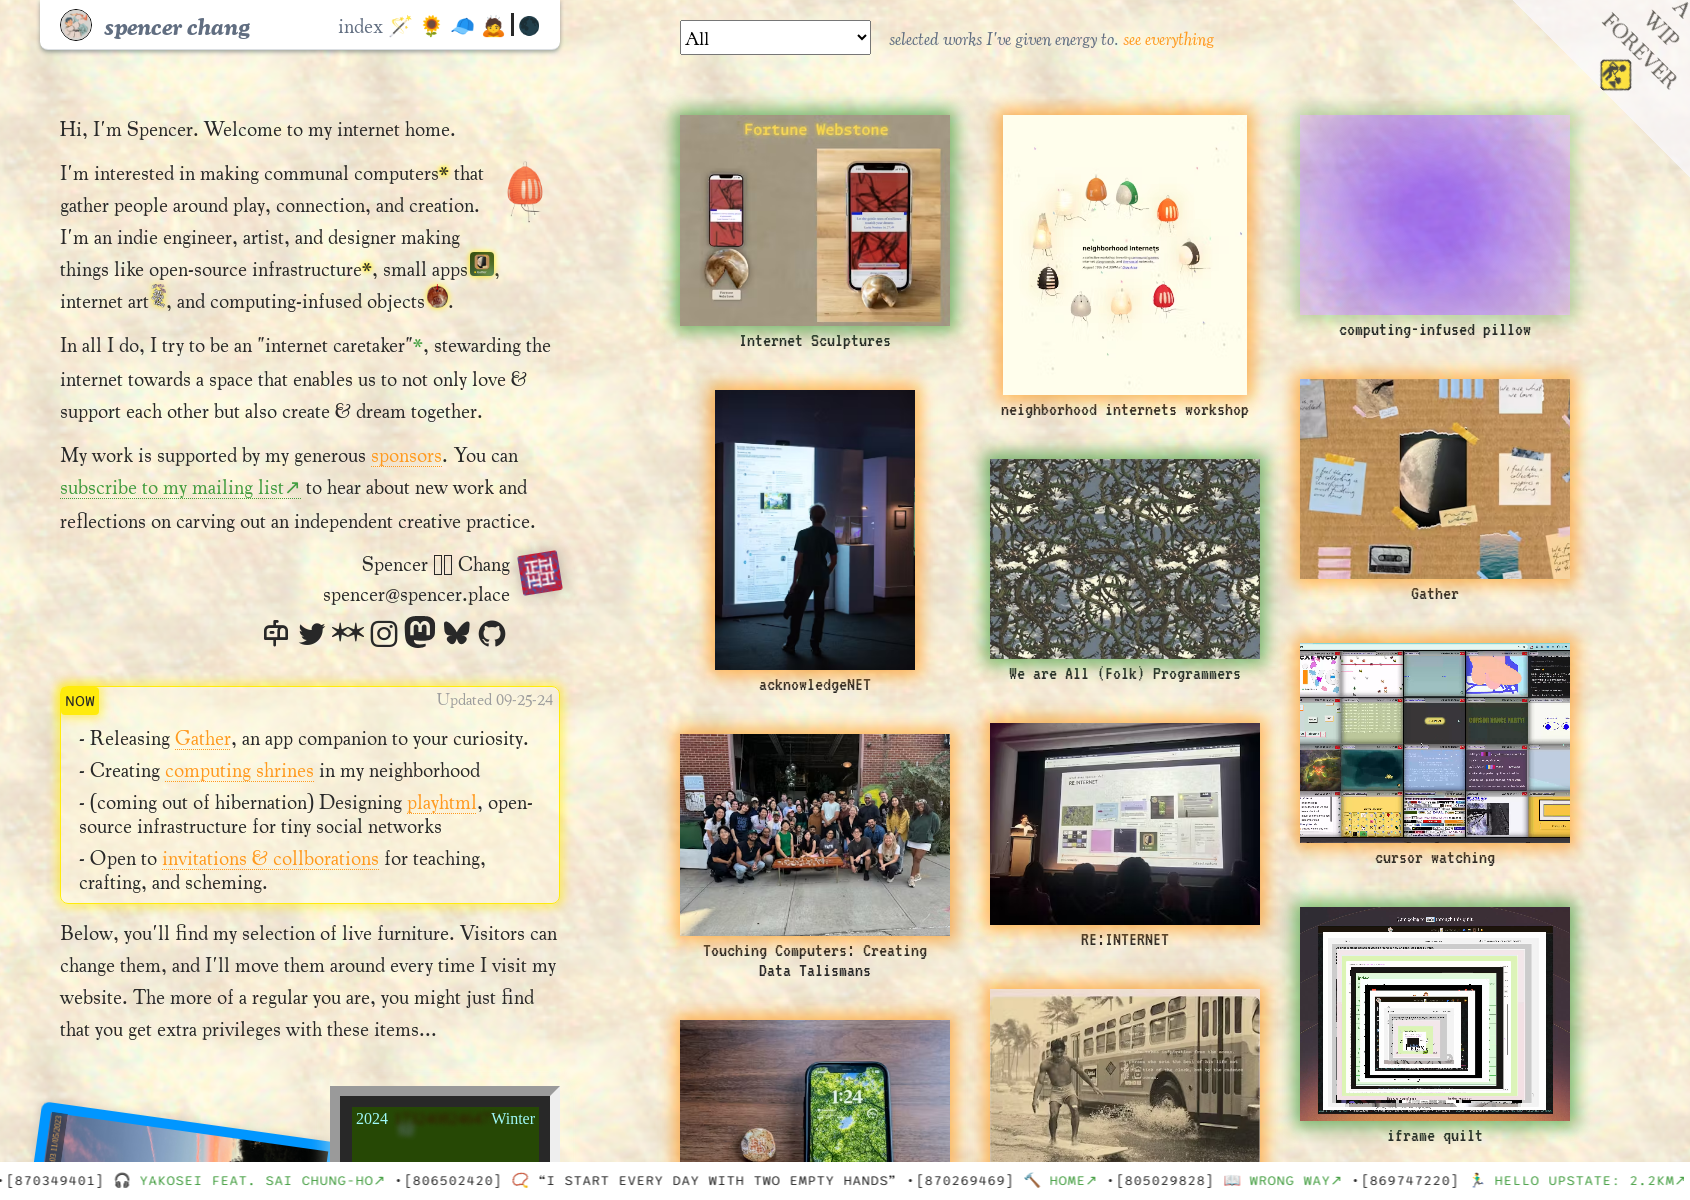 spencer chang
index
All
selected works I've given energy to. see everything
A
WIP
FOREVER
Hi, I'm Spencer. Welcome to my internet home.
I'm interested in making communal computers* that
gather people around play, connection, and creation.
I'm an indie engineer, artist, and designer making
things like open-source infrastructure*, small apps,
internet art, and computing-infused objects.
In all I do, I try to be an "internet caretaker"*, stewarding the
internet towards a space that enables us to not only love &
support each other but also create & dream together.
My work is supported by my generous sponsors. You can
subscribe to my mailing list↗ to hear about new work and
reflections on carving out an independent creative practice.
Spencer Chang
spencer@spencer.place
NOW
Updated 09-25-24
- Releasing Gather, an app companion to your curiosity.
- Creating computing shrines in my neighborhood
- (coming out of hibernation) Designing playhtml, open-
source infrastructure for tiny social networks
- Open to invitations & collborations for teaching,
crafting, and scheming.
Below, you'll find my selection of live furniture. Visitors can
change them, and I'll move them around every time I visit my
website. The more of a regular you are, you might just find
that you get extra privileges with these items...
2024 Winter
Fortune Webstone
Internet Sculptures
neighborhood internets
neighborhood internets workshop
computing-infused pillow
acknowledgeNET
We are All (Folk) Programmers
Gather
Touching Computers: Creating
Data Talismans
RE:INTERNET
RE:INTERNET
cursor watching
1:24
iframe quilt
•[870349401] 🎧 YAKOSEI FEAT. SAI CHUNG-HO↗ •[806502420] 📿 “I START EVERY DAY WITH TWO EMPTY HANDS” •[870269469] 🔨 HOME↗ •[805029828] 📖 WRONG WAY↗ •[869747220] 🏃 HELLO UPSTATE: 2.2KM↗